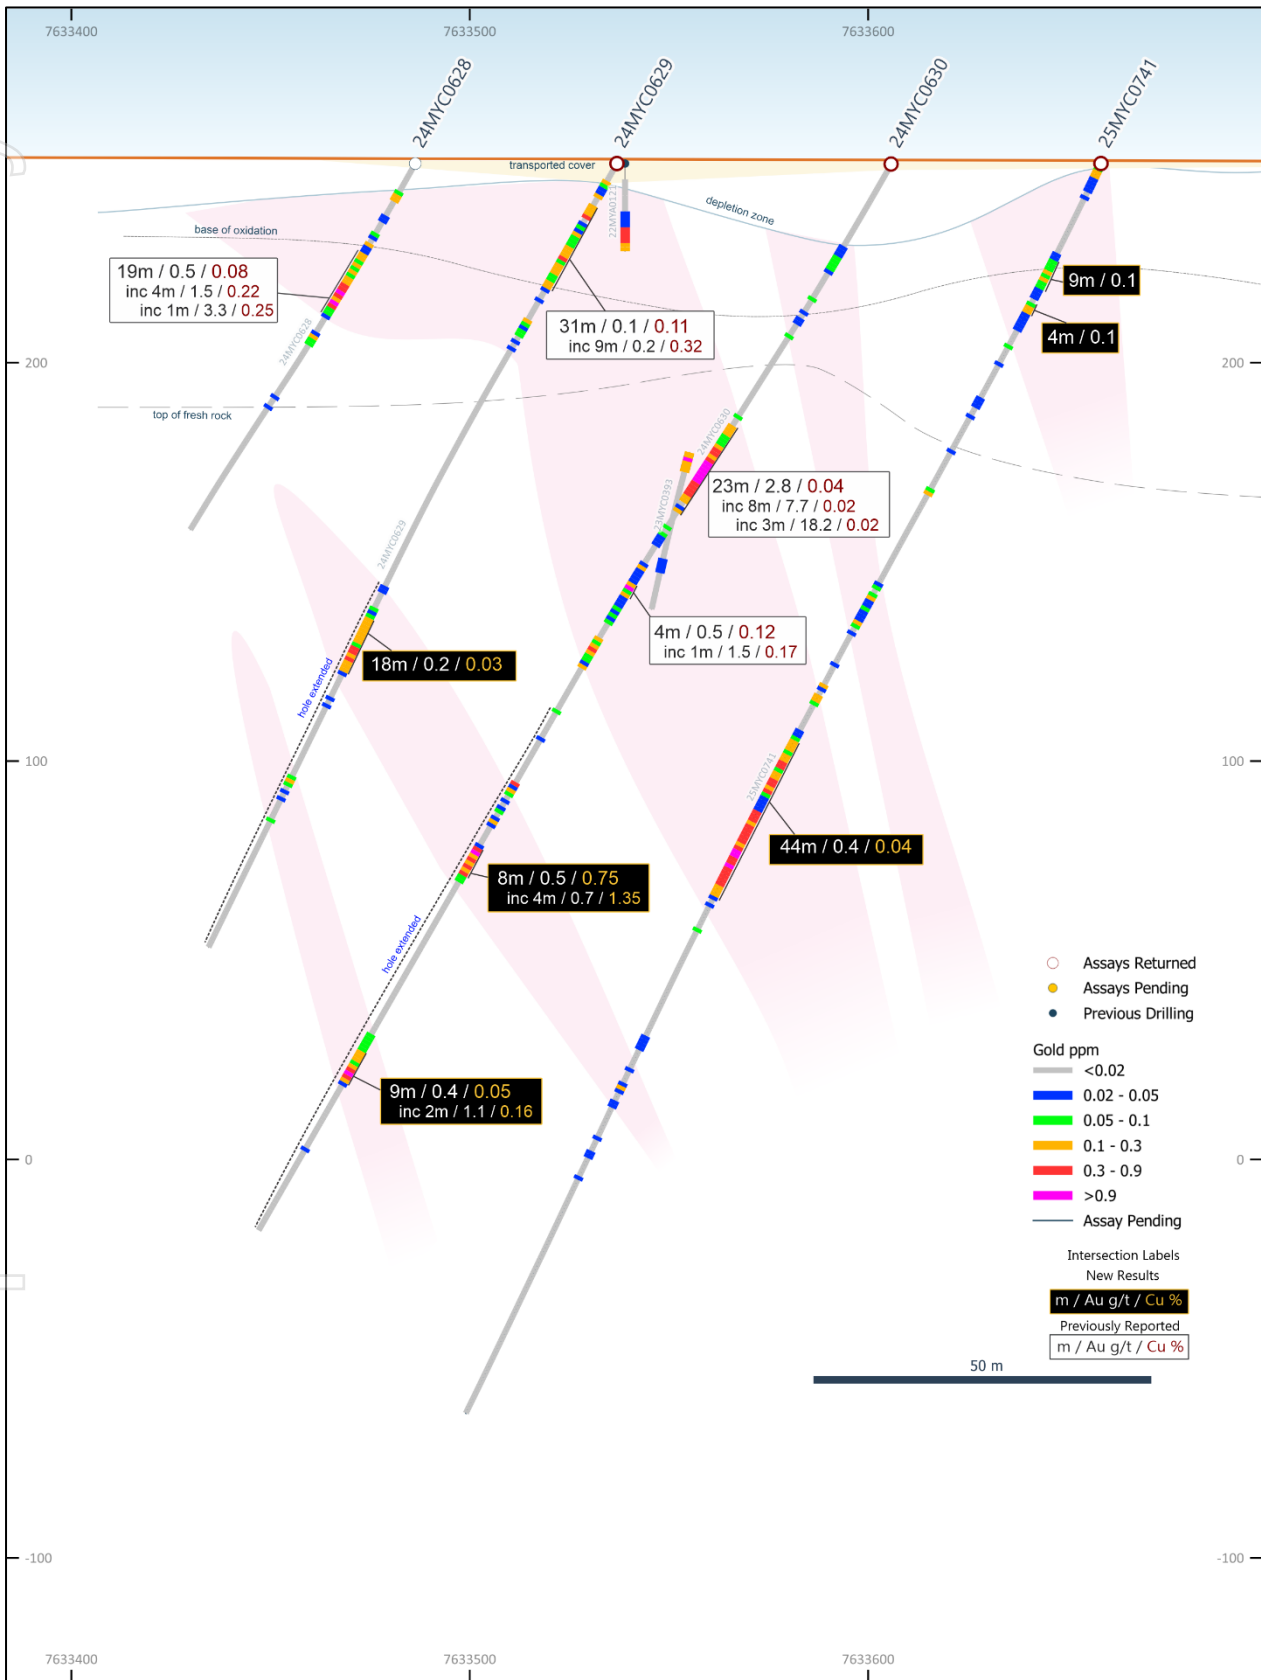 7633400
7633500
7633600
24MYC0628
24MYC0629
24MYC0630
25MYC0741
transported cover
22MYA0121
depletion zone
base of oxidation
19m / 0.5 / 0.08
inc 4m / 1.5 / 0.22
inc 1m / 3.3 / 0.25
9m / 0.1
31m / 0.1 / 0.11
inc 9m / 0.2 / 0.32
4m / 0.1
24MYC0628
200
200
top of fresh rock
24MYC0630
23m / 2.8 / 0.04
inc 8m / 7.7 / 0.02
inc 3m / 18.2 / 0.02
23MYC0393
24MYC0629
4m / 0.5 / 0.12
inc 1m / 1.5 / 0.17
18m / 0.2 / 0.03
hole extended
100
100
25MYC0741
44m / 0.4 / 0.04
8m / 0.5 / 0.75
inc 4m / 0.7 / 1.35
hole extended
9m / 0.4 / 0.05
inc 2m / 1.1 / 0.16
0
0
Assays Returned
Assays Pending
Previous Drilling
Gold ppm
<0.02
0.02 - 0.05
0.05 - 0.1
0.1 - 0.3
0.3 - 0.9
>0.9
Assay Pending
Intersection Labels
New Results
m / Au g/t / Cu %
Previously Reported
m / Au g/t / Cu %
50 m
-100
-100
7633400
7633500
7633600